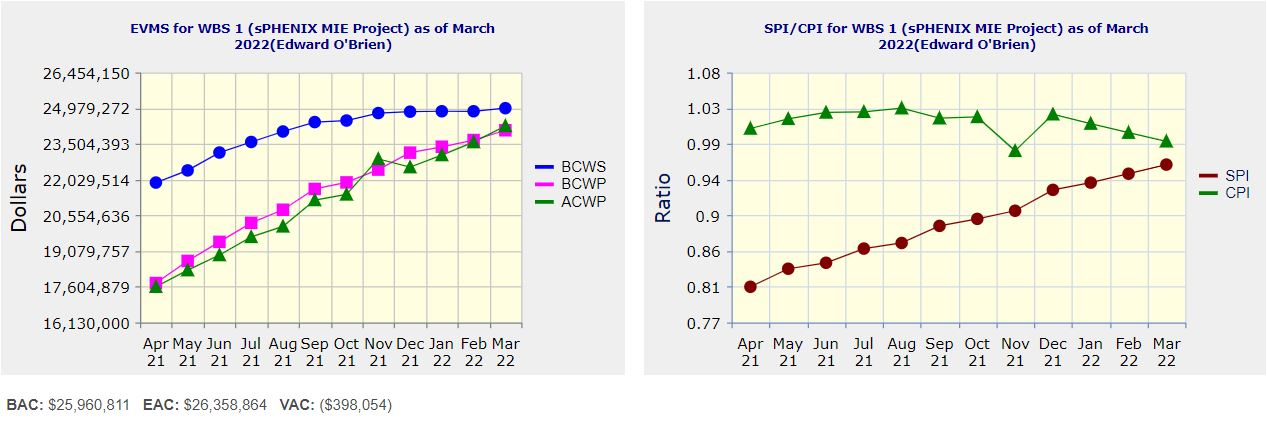 EVMS for WBS 1 (sPHENIX MIE Project) as of March
2022(Edward O'Brien)
26,454,150
24,979,272
23,504,393
22,029,514
20,554,636
19,079,757
17,604,879
16,130,000
Dollars
Apr May Jun Jul Aug Sep Oct Nov Dec Jan Feb Mar
21 21 21 21 21 21 21 21 21 22 22 22
BCWS
BCWP
ACWP
SPI/CPI for WBS 1 (sPHENIX MIE Project) as of March
2022(Edward O'Brien)
1.08
1.03
0.99
0.94
0.9
0.86
0.81
0.77
Ratio
Apr May Jun Jul Aug Sep Oct Nov Dec Jan Feb Mar
21 21 21 21 21 21 21 21 21 22 22 22
SPI
CPI
BAC: $25,960,811 EAC: $26,358,864 VAC: ($398,054)